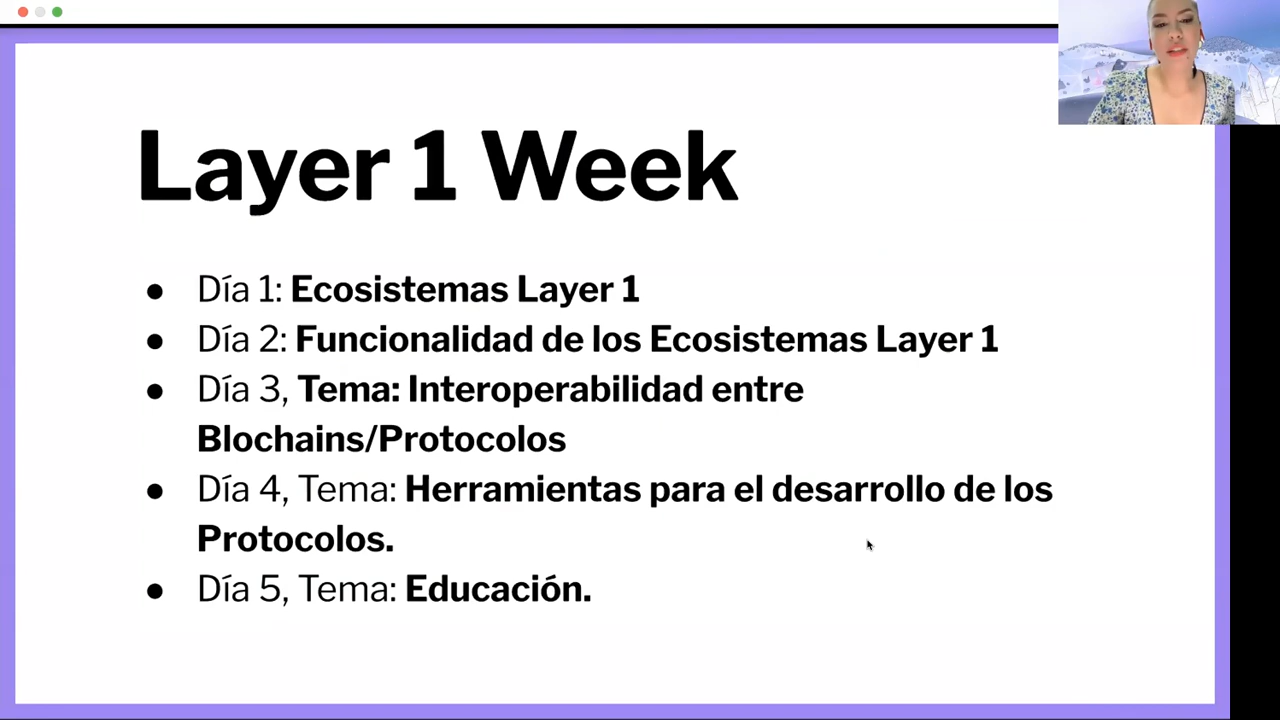 Layer 1 Week
● Día 1: Ecosistemas Layer 1
● Día 2: Funcionalidad de los Ecosistemas Layer 1
● Día 3, Tema: Interoperabilidad entre
Blochains/Protocolos
● Día 4, Tema: Herramientas para el desarrollo de los
Protocolos.
● Día 5, Tema: Educación.